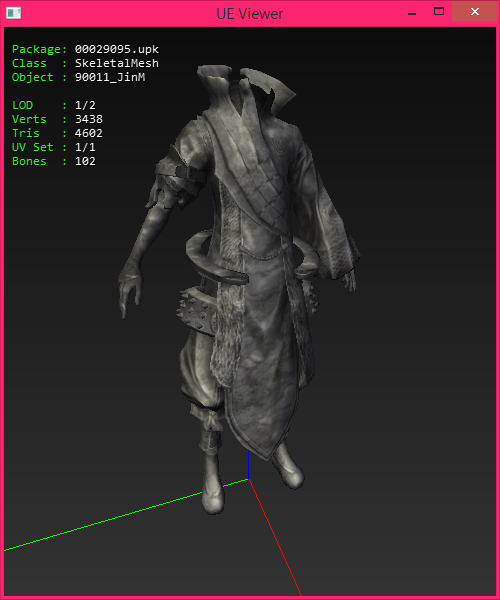 UE Viewer
Package: 00029095.upk
Class  : SkeletalMesh
Object : 90011_JinM
LOD    : 1/2
Verts  : 3438
Tris   : 4602
UV Set : 1/1
Bones  : 102